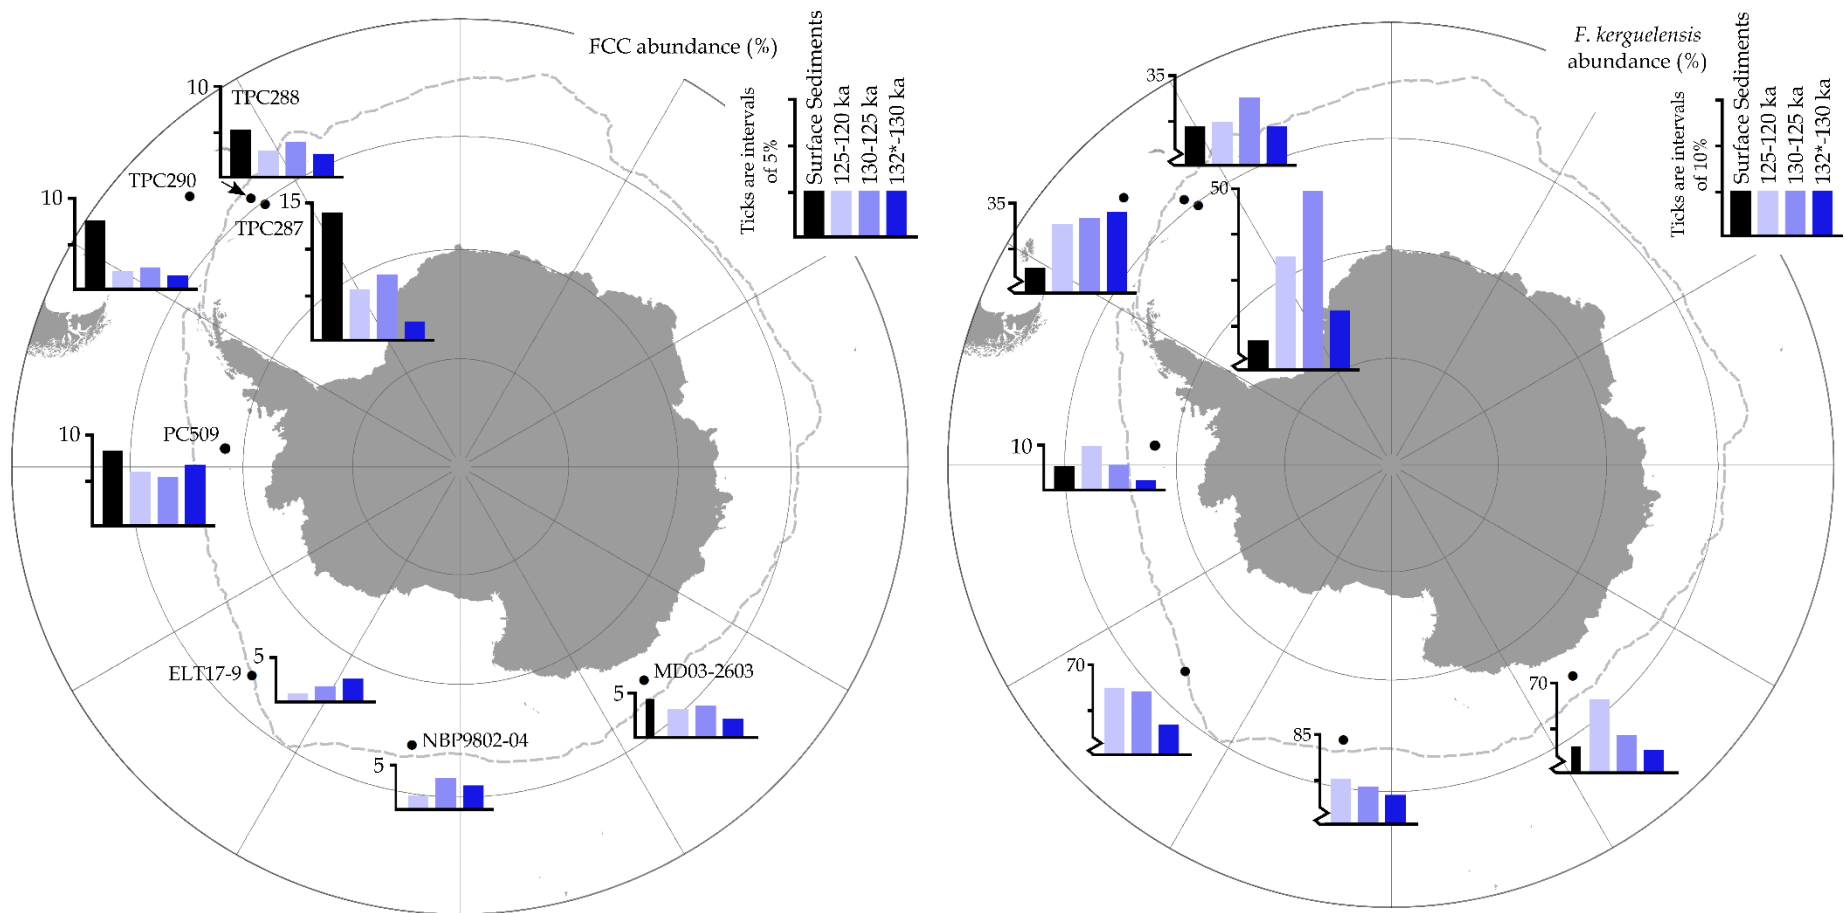 FCC abundance (%)
Ticks are intervals
of 5%
Surface Sediments
125-120 ka
130-125 ka
132*-130 ka
10
TPC288
TPC290
10
15
TPC287
10
PC509
ELT17-9
5
NBP9802-04
5
MD03-2603
5
F. kerguelensis
abundance (%)
Ticks are intervals
of 10%
Surface Sediments
125-120 ka
130-125 ka
132*-130 ka
35
35
50
10
70
85
70